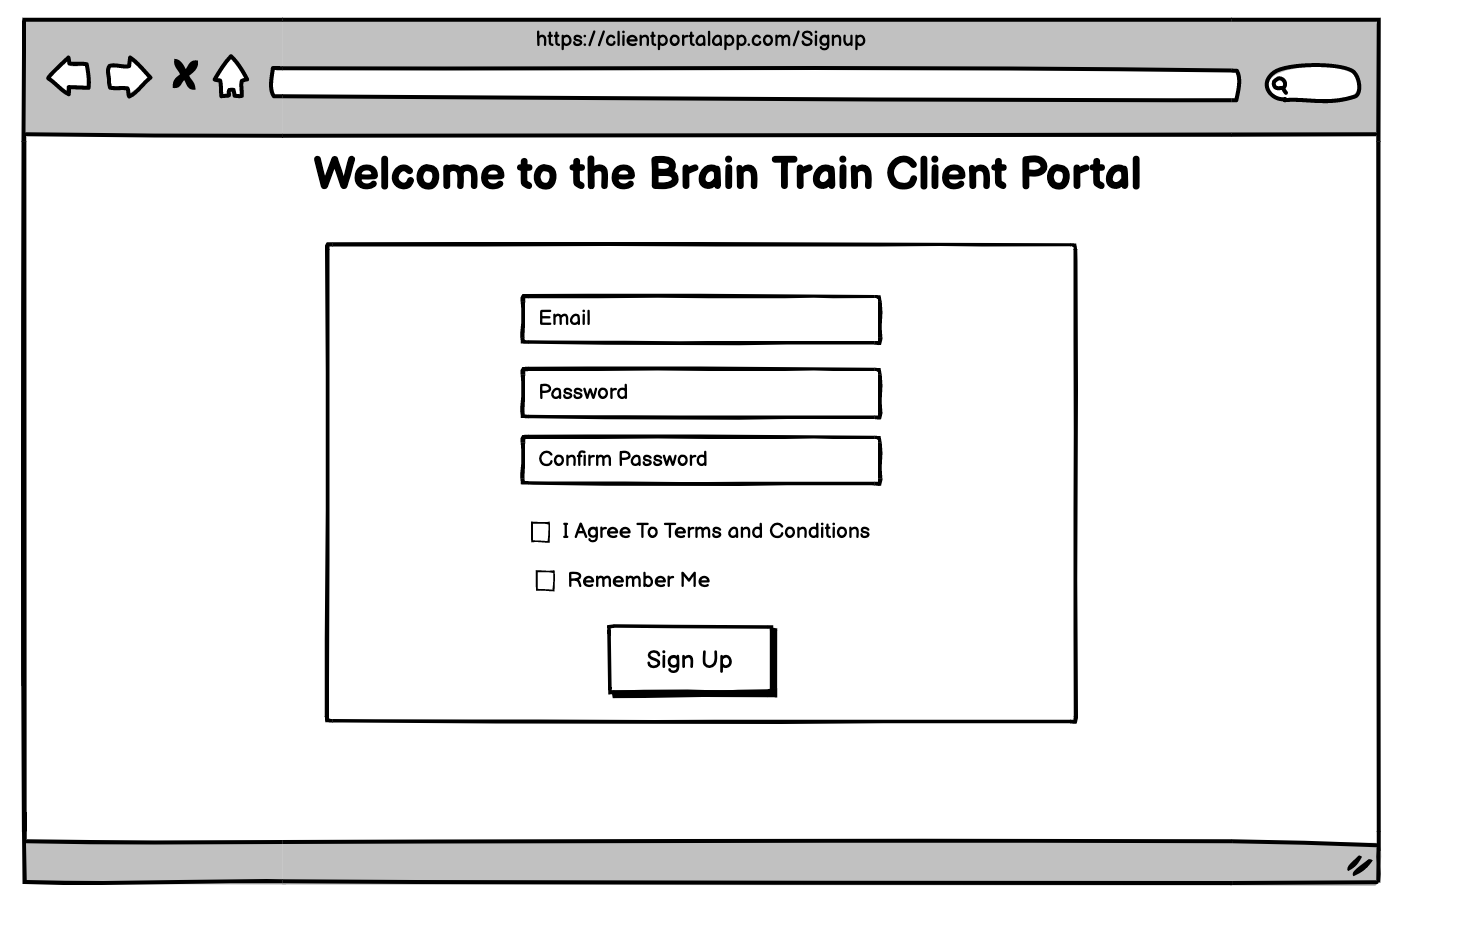 https://clientportalapp.com/Signup
Welcome to the Brain Train Client Portal
Email
Password
Confirm Password
I Agree To Terms and Conditions
Remember Me
Sign Up